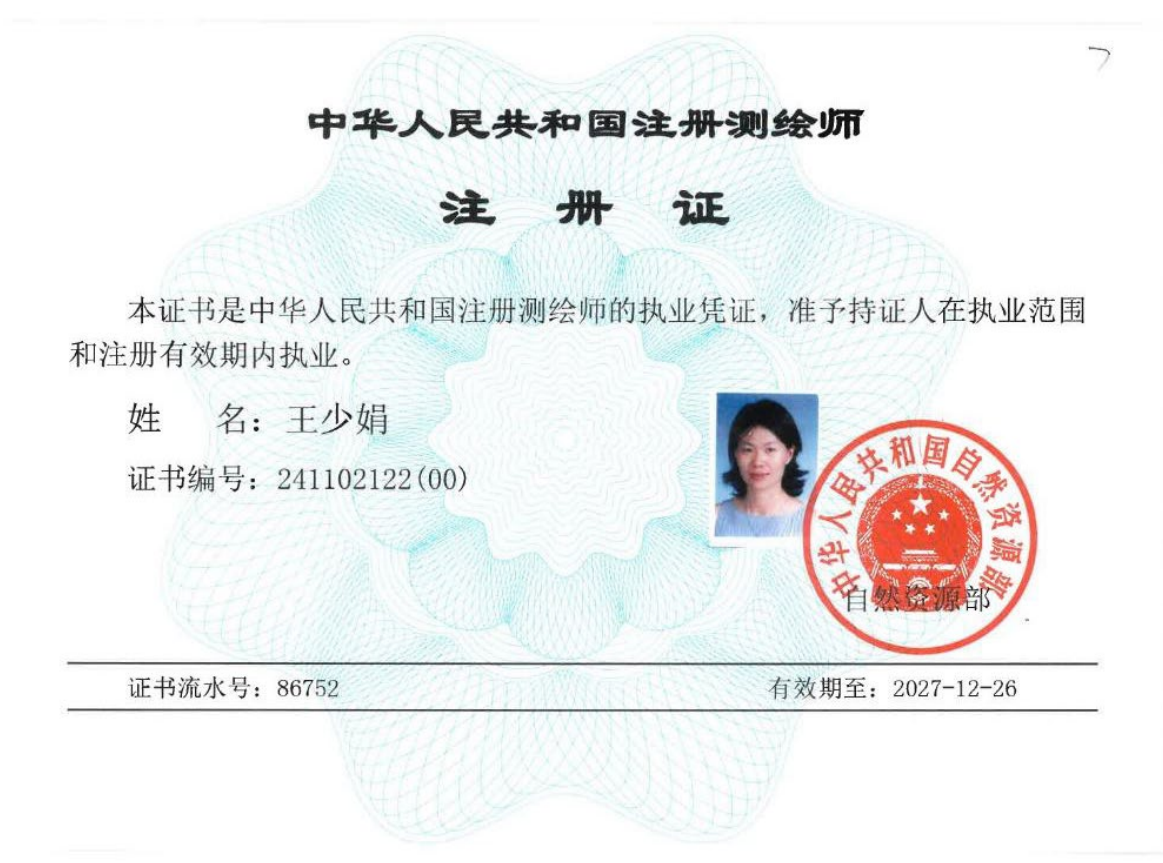 中华人民共和国注册测绘师
注 册 证
本证书是中华人民共和国注册测绘师的执业凭证，准予持证人在执业范围
和注册有效期内执业。
姓 名：王少娟
证书编号：241102122(00)
中华人民共和国自然资源部
自然资源部
证书流水号：86752
有效期至：2027-12-26